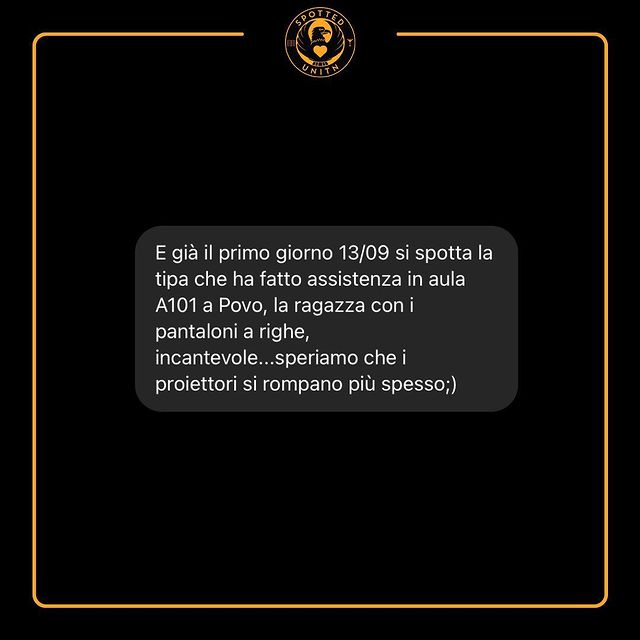 SPOTTED
UNITN
E già il primo giorno 13/09 si spotta la
tipa che ha fatto assistenza in aula
A101 a Povo, la ragazza con i
pantaloni a righe,
incantevole...speriamo che i
proiettori si rompano più spesso;)